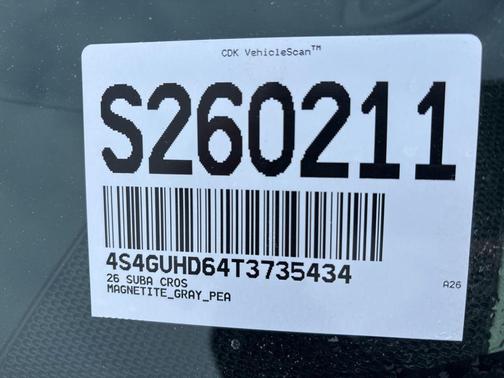 CDK VehicleScan™
S260211
4S4GUHD64T3735434
26 SUBA CROS
MAGNETITE_GRAY_PEA
A26